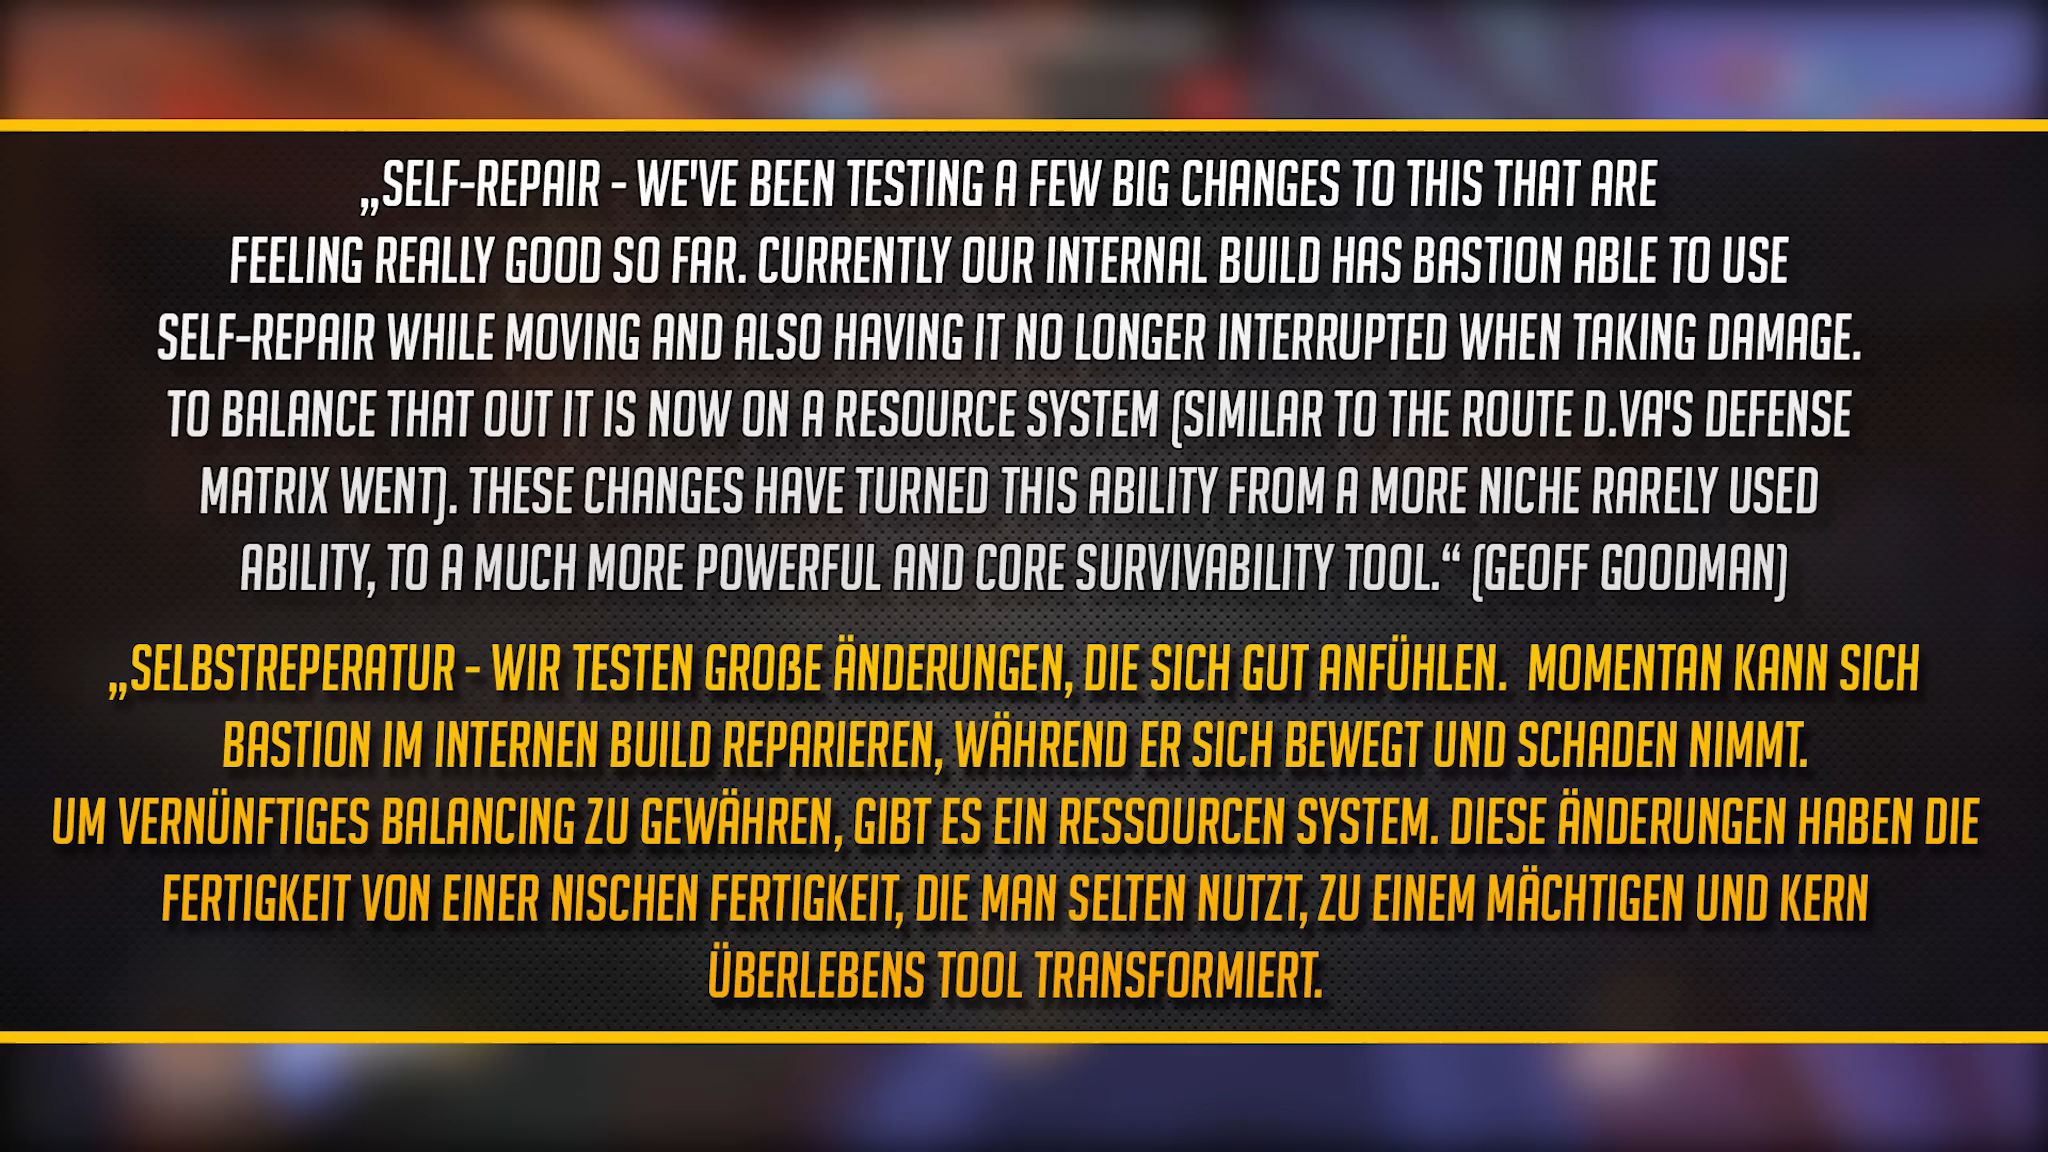 „SELF-REPAIR - WE'VE BEEN TESTING A FEW BIG CHANGES TO THIS THAT ARE
FEELING REALLY GOOD SO FAR. CURRENTLY OUR INTERNAL BUILD HAS BASTION ABLE TO USE
SELF-REPAIR WHILE MOVING AND ALSO HAVING IT NO LONGER INTERRUPTED WHEN TAKING DAMAGE.
TO BALANCE THAT OUT IT IS NOW ON A RESOURCE SYSTEM (SIMILAR TO THE ROUTE D.VA'S DEFENSE
MATRIX WENT). THESE CHANGES HAVE TURNED THIS ABILITY FROM A MORE NICHE RARELY USED
ABILITY, TO A MUCH MORE POWERFUL AND CORE SURVIVABILITY TOOL.“ (GEOFF GOODMAN)
„SELBSTREPERATUR - WIR TESTEN GROßE ÄNDERUNGEN, DIE SICH GUT ANFÜHLEN. MOMENTAN KANN SICH
BASTION IM INTERNEN BUILD REPARIEREN, WÄHREND ER SICH BEWEGT UND SCHADEN NIMMT.
UM VERNÜNFTIGES BALANCING ZU GEWÄHREN, GIBT ES EIN RESSOURCEN SYSTEM. DIESE ÄNDERUNGEN HABEN DIE
FERTIGKEIT VON EINER NISCHEN FERTIGKEIT, DIE MAN SELTEN NUTZT, ZU EINEM MÄCHTIGEN UND KERN
ÜBERLEBENS TOOL TRANSFORMIERT.